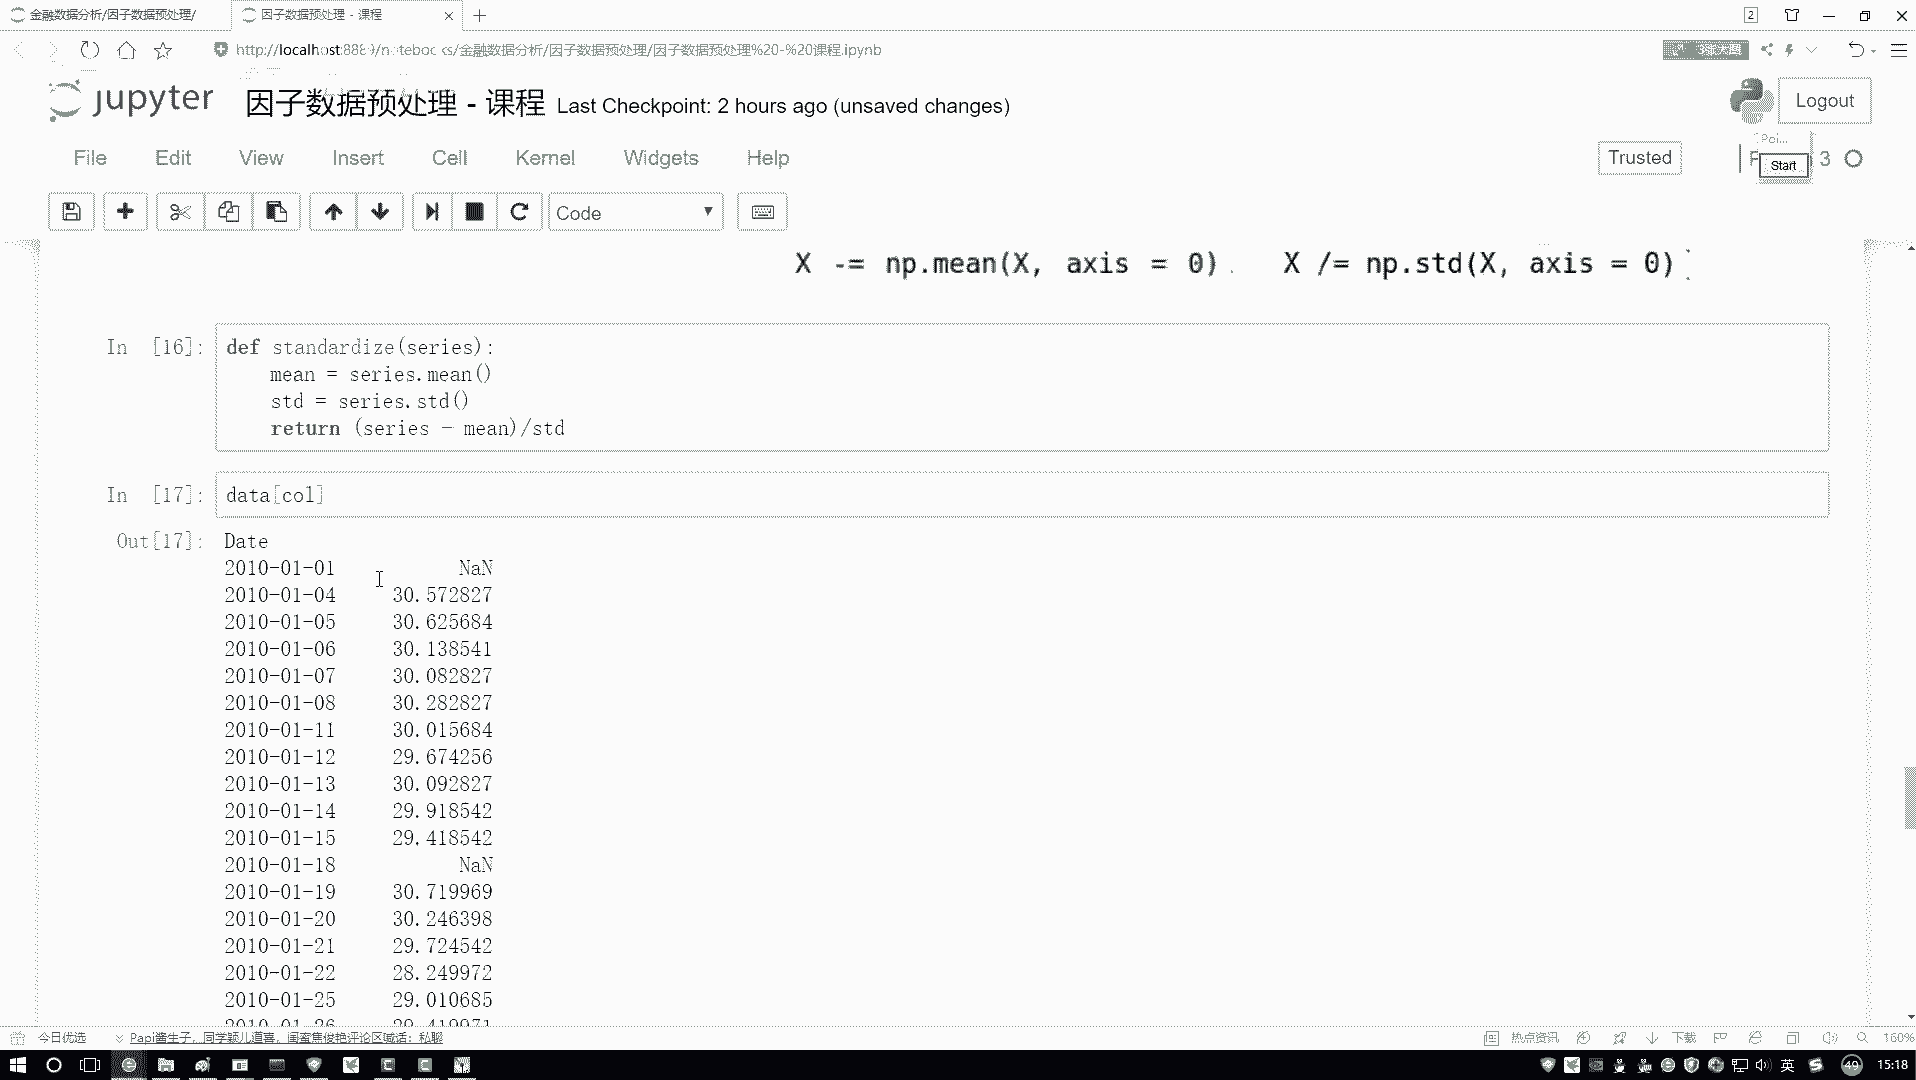 金融数据分析/因子数据预处理/
因子数据预处理 - 课程
2
金融数据分析/因子数据预处理/因子数据预处理%20-%20课程.ipynb
jupyter
因子数据预处理 - 课程 Last Checkpoint: 2 hours ago (unsaved changes)
Logout
File Edit View Insert Cell Kernel Widgets Help
Trusted
Start
3
Code
X -= np.mean(X, axis = 0) X /= np.std(X, axis = 0)
In [16]: def standardize(series):
mean = series.mean()
std = series.std()
return (series - mean)/std
In [17]: data[col]
Out[17]: Date
2010-01-01 NaN
2010-01-04 30.572827
2010-01-05 30.625684
2010-01-06 30.138541
2010-01-07 30.082827
2010-01-08 30.282827
2010-01-11 30.015684
2010-01-12 29.674256
2010-01-13 30.092827
2010-01-14 29.918542
2010-01-15 29.418542
2010-01-18 NaN
2010-01-19 30.719969
2010-01-20 30.246398
2010-01-21 29.724542
2010-01-22 28.249972
2010-01-25 29.010685
2010-01-26 29.419971
今日优选
Papi酱生子，同学颖儿道喜，闺蜜焦俊艳评论区喊话：私聊
热点资讯
下载
160%
英
49
15:18